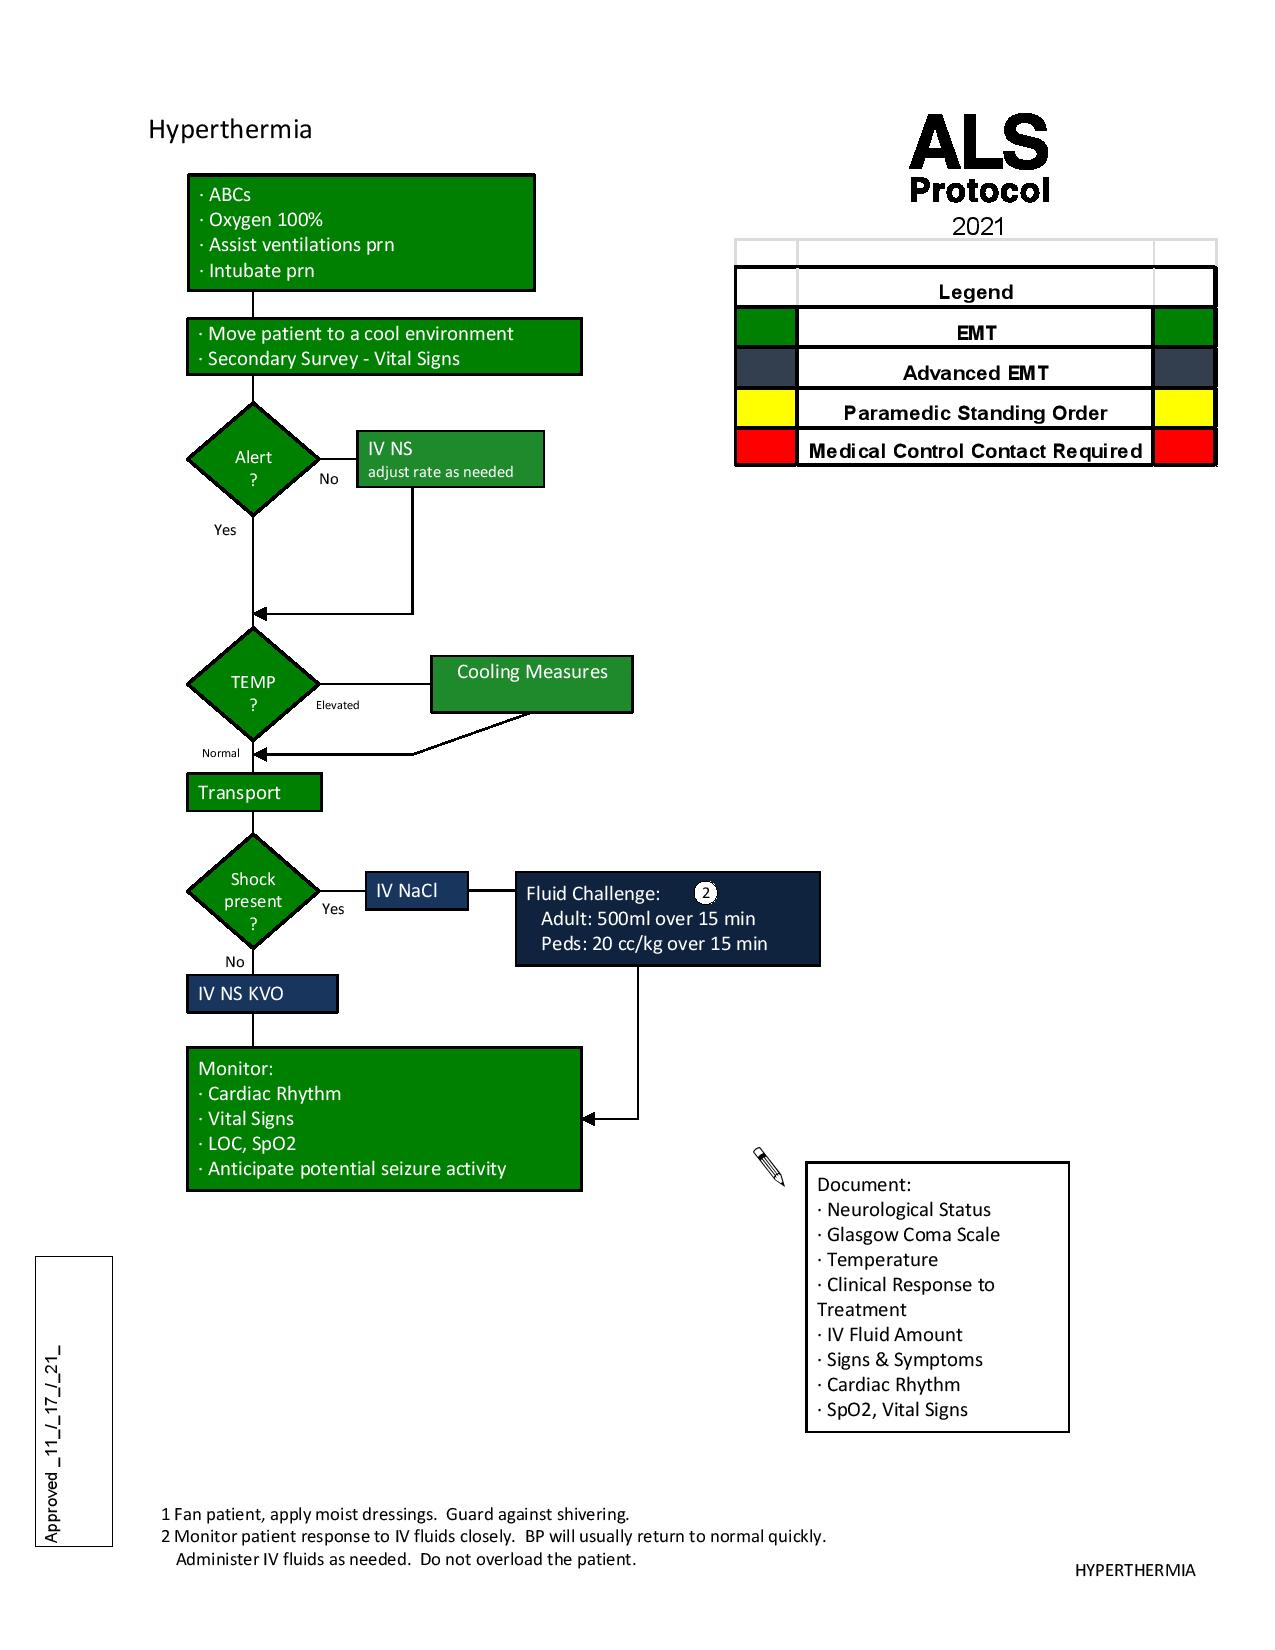 Hyperthermia
ALS
Protocol
2021
Legend
EMT
Advanced EMT
Paramedic Standing Order
Medical Control Contact Required
· ABCs
· Oxygen 100%
· Assist ventilations prn
· Intubate prn
· Move patient to a cool environment
· Secondary Survey - Vital Signs
Alert
?
No
Yes
IV NS
adjust rate as needed
TEMP
?
Elevated
Normal
Cooling Measures
Transport
Shock
present
?
Yes
No
IV NaCl
Fluid Challenge: 2
Adult: 500ml over 15 min
Peds: 20 cc/kg over 15 min
IV NS KVO
Monitor:
· Cardiac Rhythm
· Vital Signs
· LOC, SpO2
· Anticipate potential seizure activity
Document:
· Neurological Status
· Glasgow Coma Scale
· Temperature
· Clinical Response to
Treatment
· IV Fluid Amount
· Signs & Symptoms
· Cardiac Rhythm
· SpO2, Vital Signs
Approved _11_/_17_/_21_
1 Fan patient, apply moist dressings. Guard against shivering.
2 Monitor patient response to IV fluids closely. BP will usually return to normal quickly.
Administer IV fluids as needed. Do not overload the patient.
HYPERTHERMIA